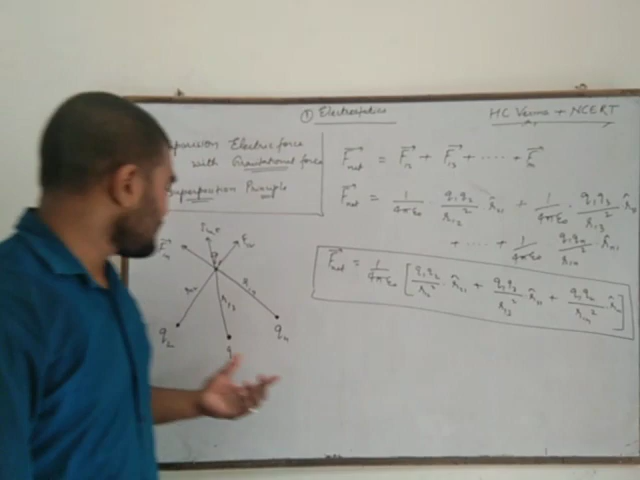 ① Electrostatics
HC Verma + NCERT
Electric force
with Gravitational force
Superposition Principle
F⃗net = F⃗12 + F⃗13 + ..... + F⃗1n
F⃗net = 1/4πε₀ · q₁q₂/r₁₂² · r̂₂₁ + 1/4πε₀ · q₁q₃/r₁₃²
+ ... + 1/4πε₀ · q₁qₙ/r₁ₙ² · r̂ₙ₁
F⃗net = 1/4πε₀ [ q₁q₂/r₁₂² · r̂₂₁ + q₁q₃/r₁₃² · r̂₃₁ + q₁qₙ/r₁ₙ² · r̂ₙ₁ ]
r₁₃
q₂
qₙ